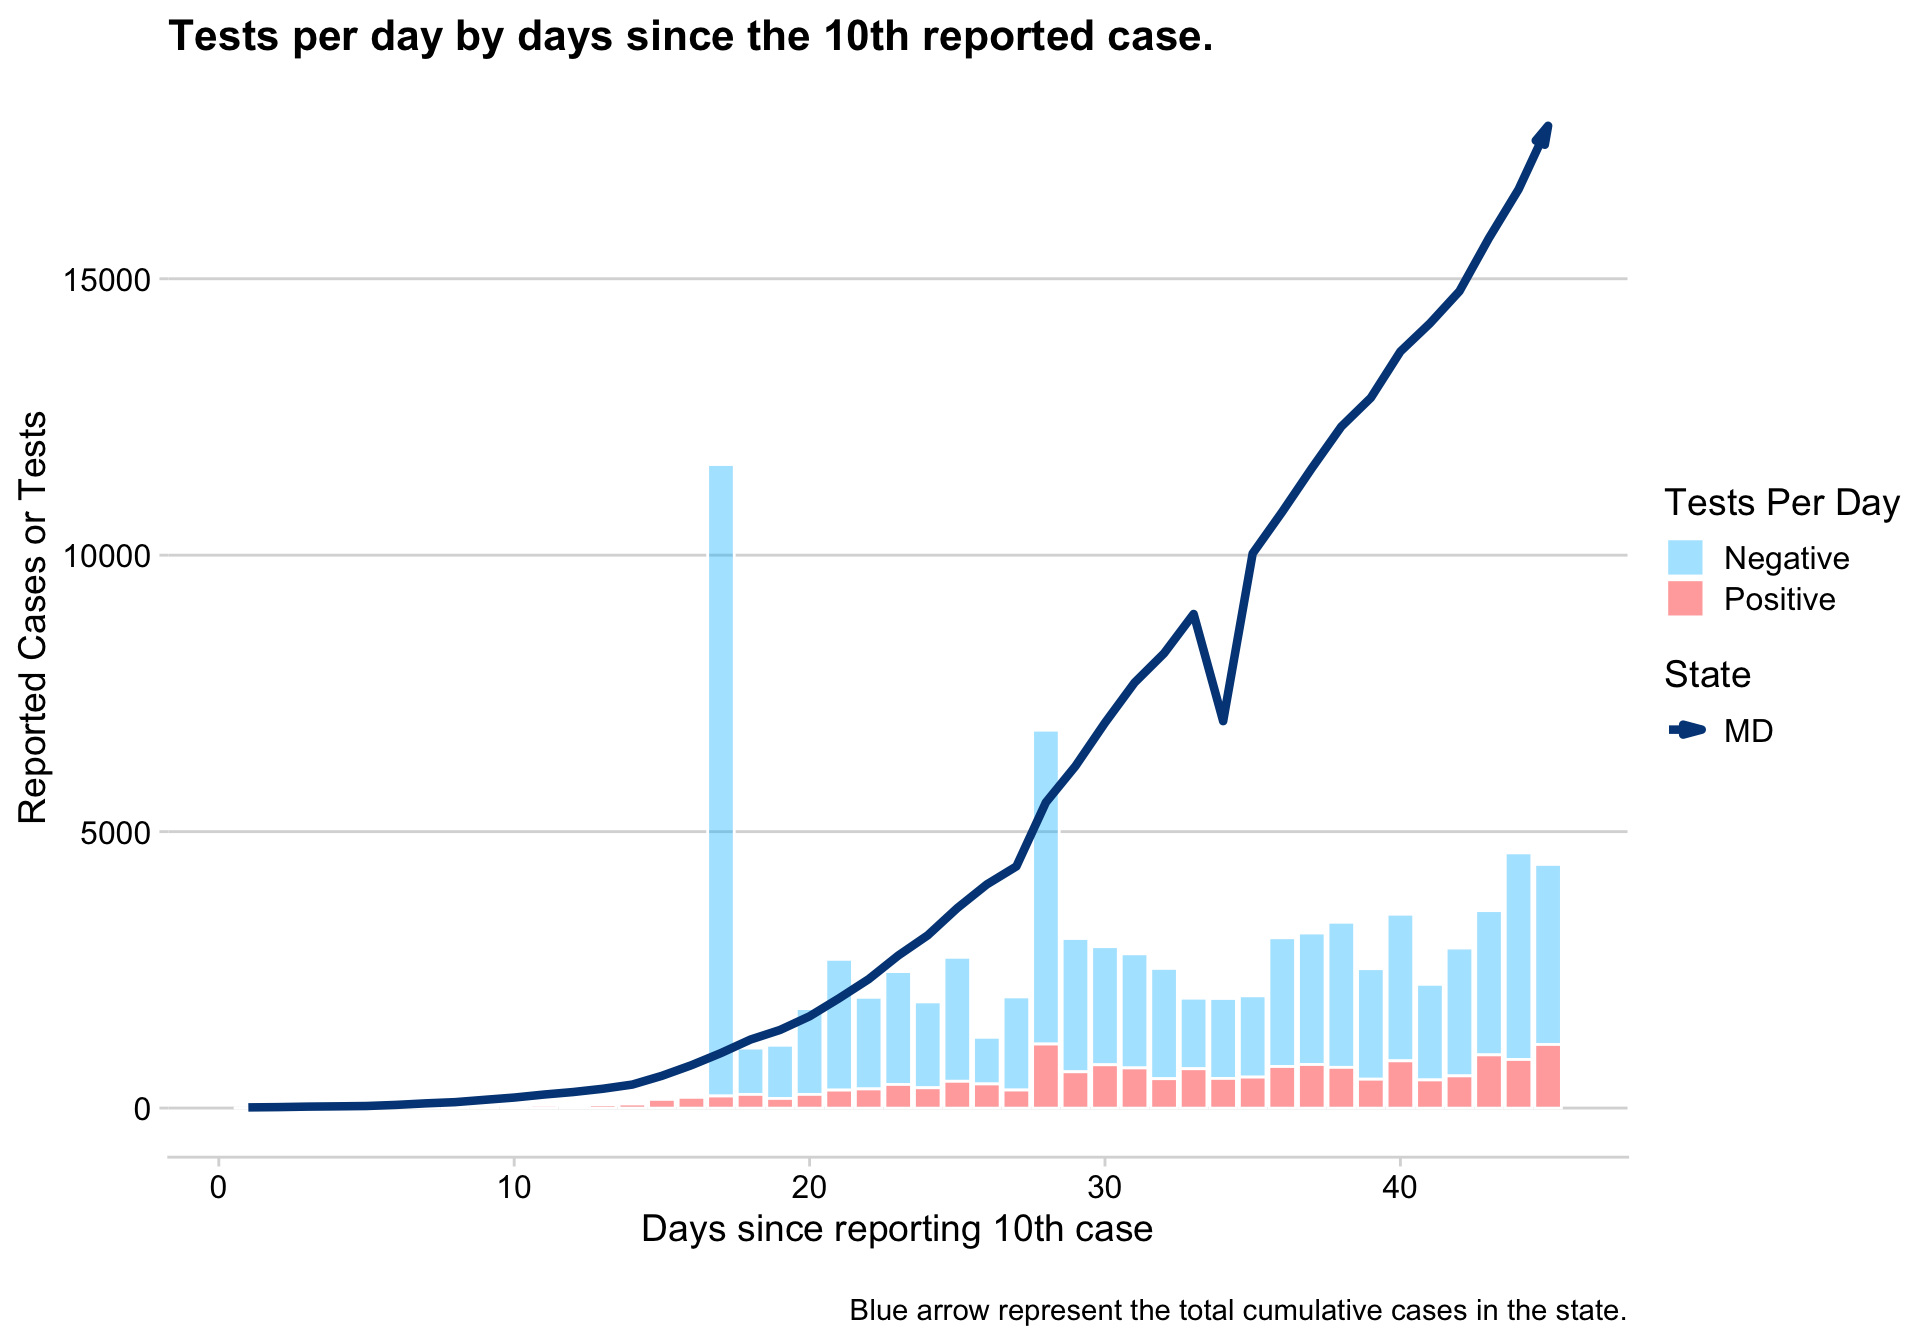 Tests per day by days since the 10th reported case.
15000
10000
5000
0
Reported Cases or Tests
0 10 20 30 40
Days since reporting 10th case
Tests Per Day
Negative
Positive
State
MD
Blue arrow represent the total cumulative cases in the state.